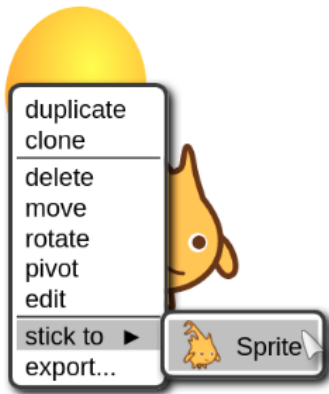 duplicate
clone
delete
move
rotate
pivot
edit
stick to ►
Sprite
export...